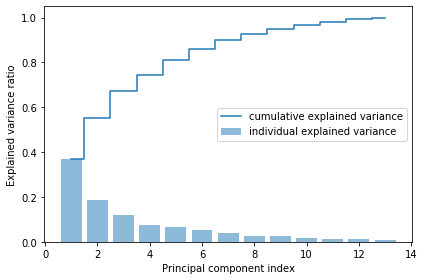 1.0
0.8
0.6
0.4
0.2
0.0
Explained variance ratio
cumulative explained variance
individual explained variance
0 2 4 6 8 10 12 14
Principal component index